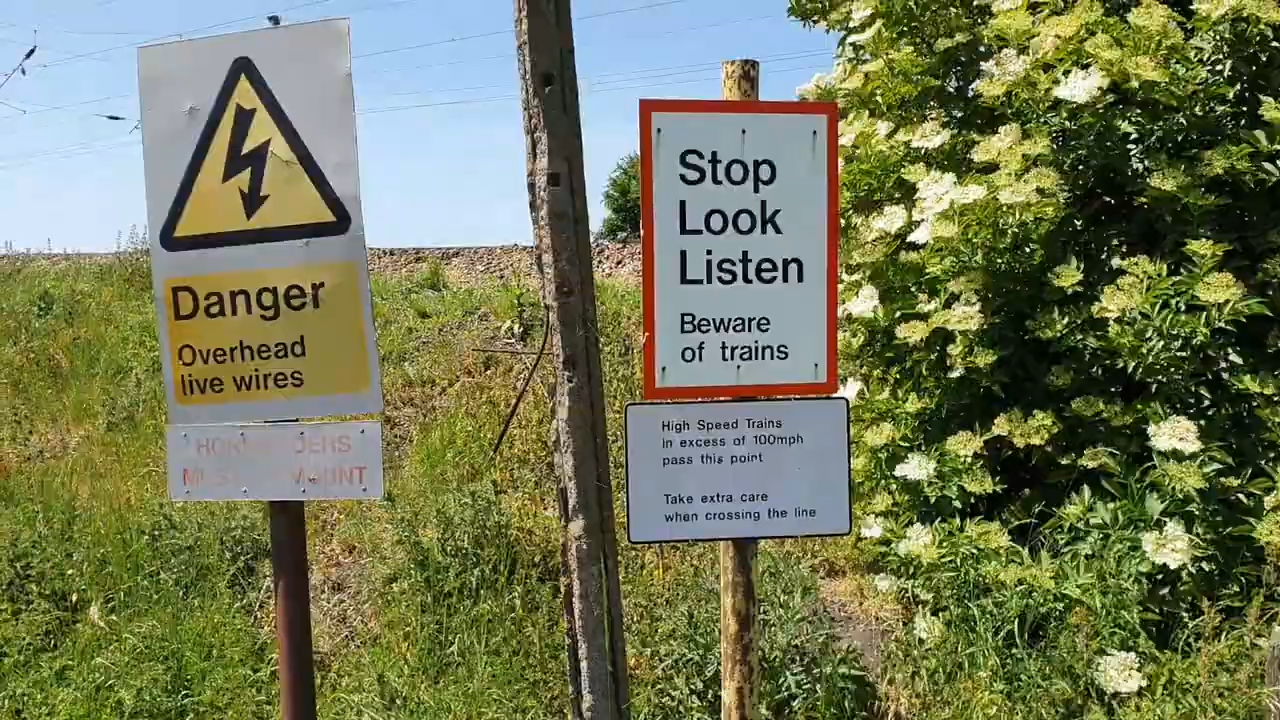 Danger
Overhead
live wires
Stop
Look
Listen
Beware
of trains
High Speed Trains
in excess of 100mph
pass this point
Take extra care
when crossing the line